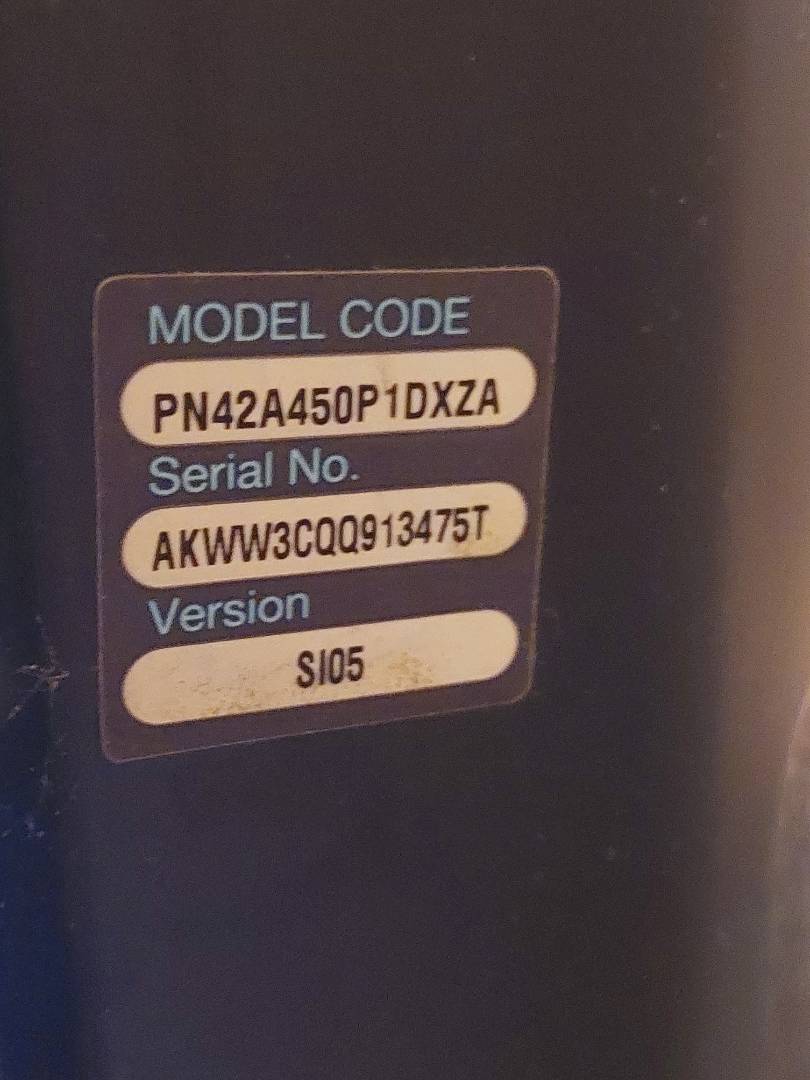 MODEL CODE
PN42A450P1DXZA
Serial No.
AKWW3CQQ913475T
Version
SI05